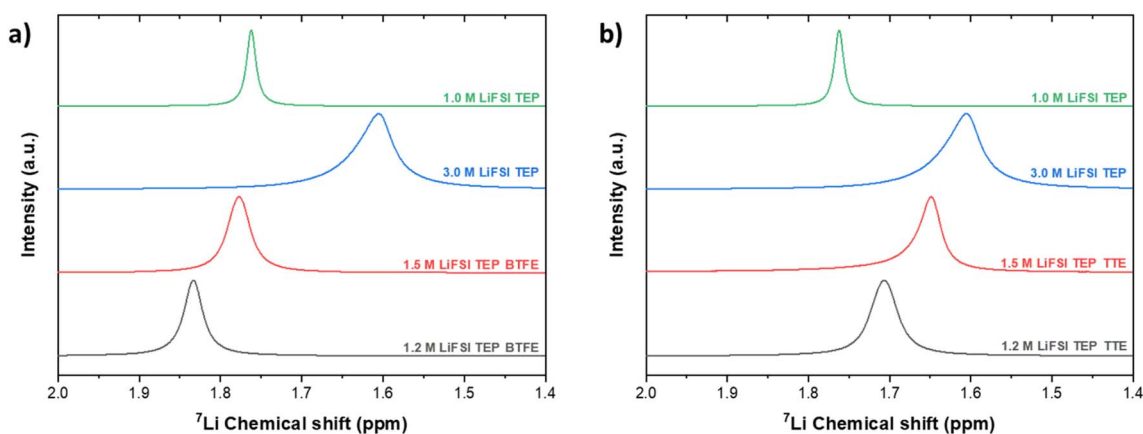 a)
1.0 M LiFSI TEP
3.0 M LiFSI TEP
1.5 M LiFSI TEP BTFE
1.2 M LiFSI TEP BTFE
Intensity (a.u.)
2.0 1.9 1.8 1.7 1.6 1.5 1.4
⁷Li Chemical shift (ppm)
b)
1.0 M LiFSI TEP
3.0 M LiFSI TEP
1.5 M LiFSI TEP TTE
1.2 M LiFSI TEP TTE
Intensity (a.u.)
2.0 1.9 1.8 1.7 1.6 1.5 1.4
⁷Li Chemical shift (ppm)